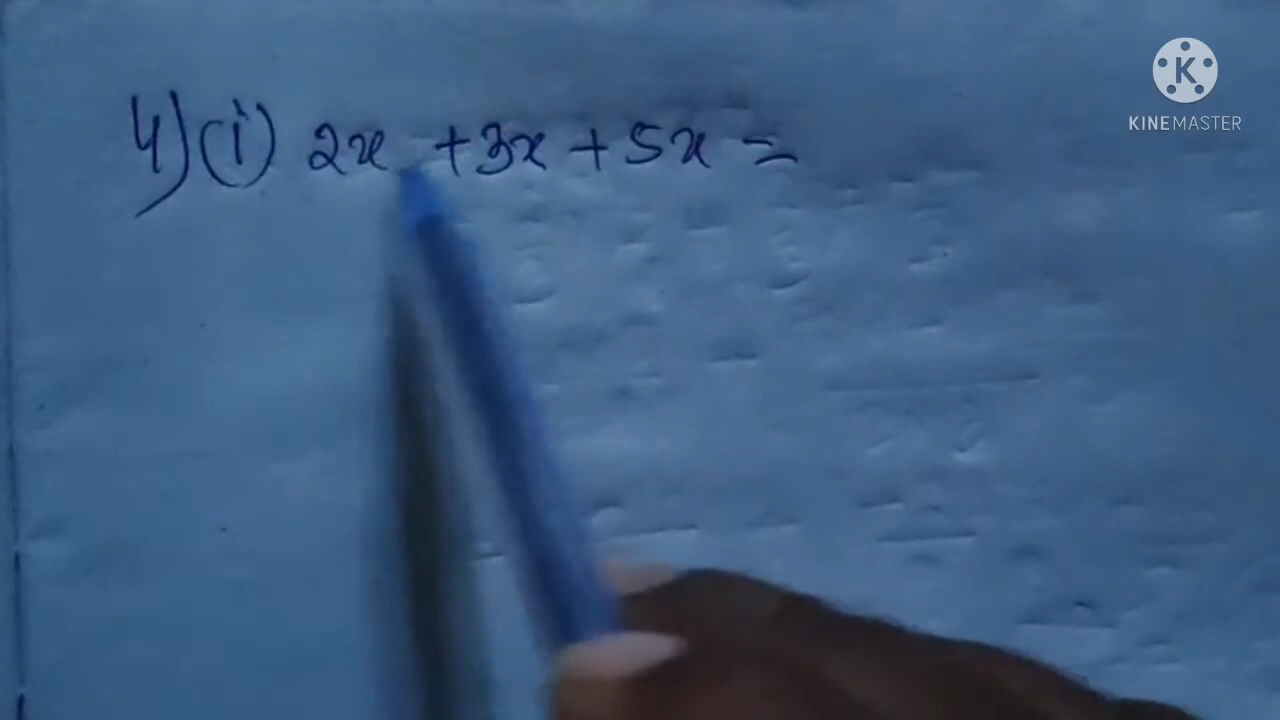 4) (i) 2x + 3x + 5x =
K
KINEMASTER